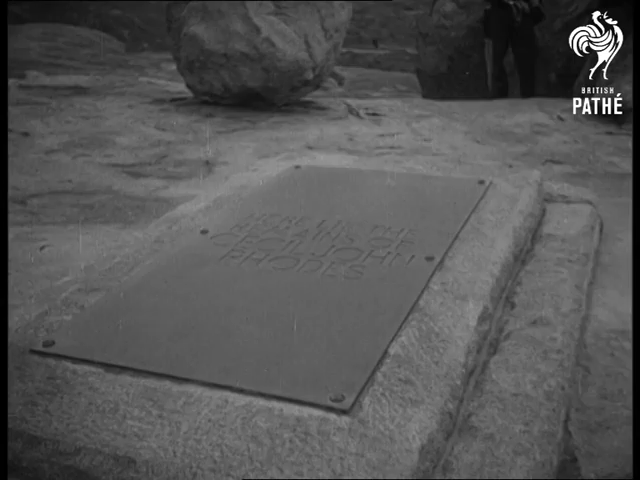 BRITISH
PATHÉ
HERE LIE THE
REMAINS OF
CECIL JOHN
RHODES